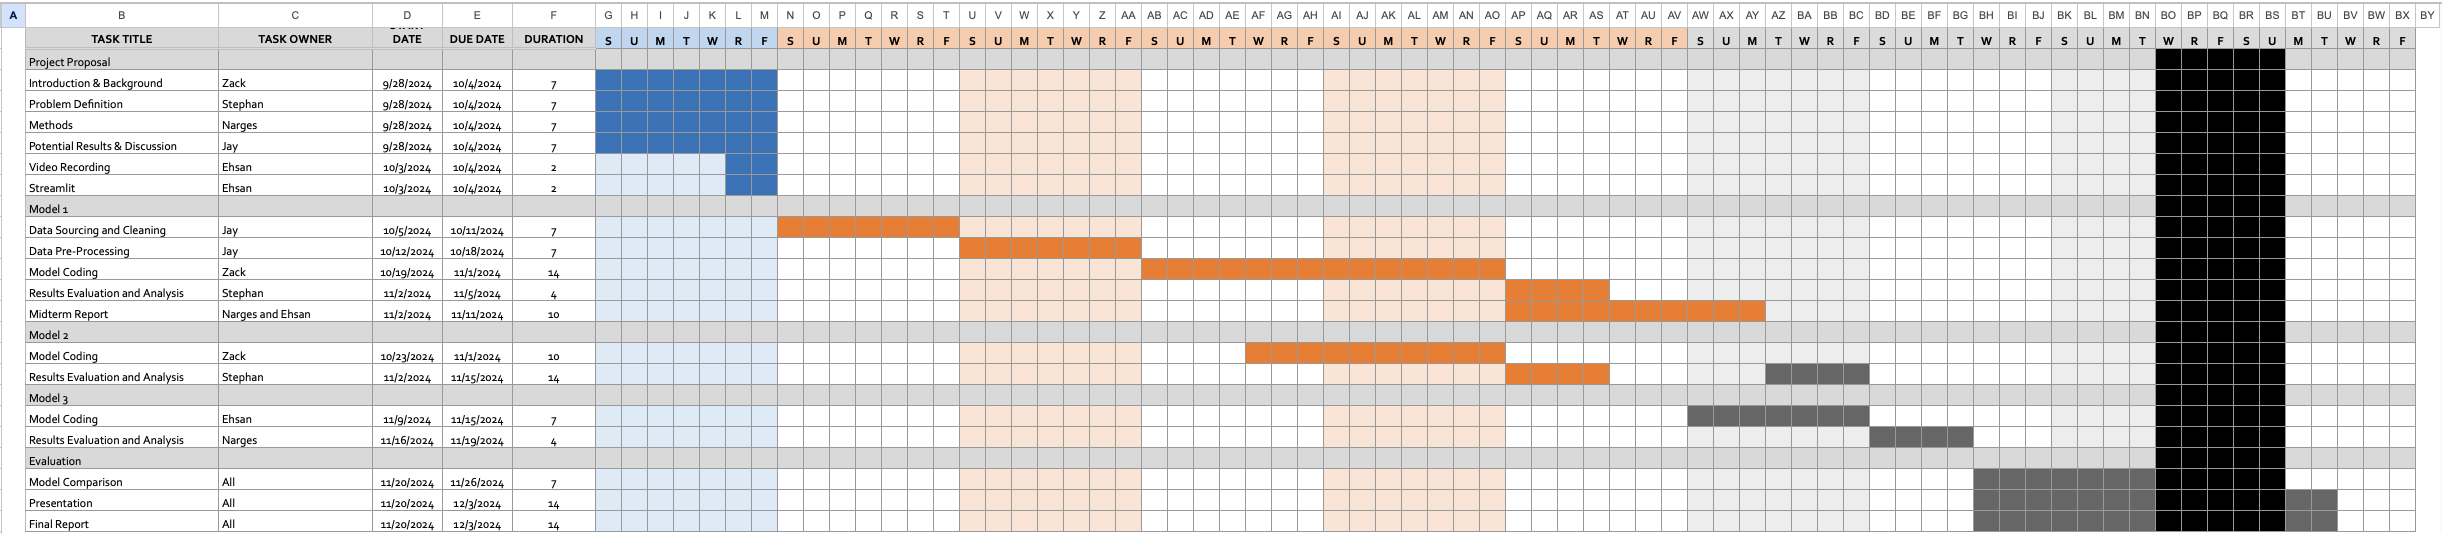 A B C D E F G H I J K L M N O P Q R S T U V W X Y Z AA AB AC AD AE AF AG AH AI AJ AK AL AM AN AO AP AQ AR AS AT AU AV AW AX AY AZ BA BB BC BD BE BF BG BH BI BJ BK BL BM BN BO BP BQ BR BS BT BU BV BW BX BY
TASK TITLE TASK OWNER START DATE DUE DATE DURATION S U M T W R F S U M T W R F S U M T W R F S U M T W R F S U M T W R F S U M T W R F S U M T W R F S U M T W R F S U M T W R F S U M T W R F
Project Proposal
Introduction & Background Zack 9/28/2024 10/4/2024 7
Problem Definition Stephan 9/28/2024 10/4/2024 7
Methods Narges 9/28/2024 10/4/2024 7
Potential Results & Discussion Jay 9/28/2024 10/4/2024 7
Video Recording Ehsan 10/3/2024 10/4/2024 2
Streamlit Ehsan 10/3/2024 10/4/2024 2
Model 1
Data Sourcing and Cleaning Jay 10/5/2024 10/11/2024 7
Data Pre-Processing Jay 10/12/2024 10/18/2024 7
Model Coding Zack 10/19/2024 11/1/2024 14
Results Evaluation and Analysis Stephan 11/2/2024 11/5/2024 4
Midterm Report Narges and Ehsan 11/2/2024 11/11/2024 10
Model 2
Model Coding Zack 10/23/2024 11/1/2024 10
Results Evaluation and Analysis Stephan 11/2/2024 11/15/2024 14
Model 3
Model Coding Ehsan 11/9/2024 11/15/2024 7
Results Evaluation and Analysis Narges 11/16/2024 11/19/2024 4
Evaluation
Model Comparison All 11/20/2024 11/26/2024 7
Presentation All 11/20/2024 12/3/2024 14
Final Report All 11/20/2024 12/3/2024 14